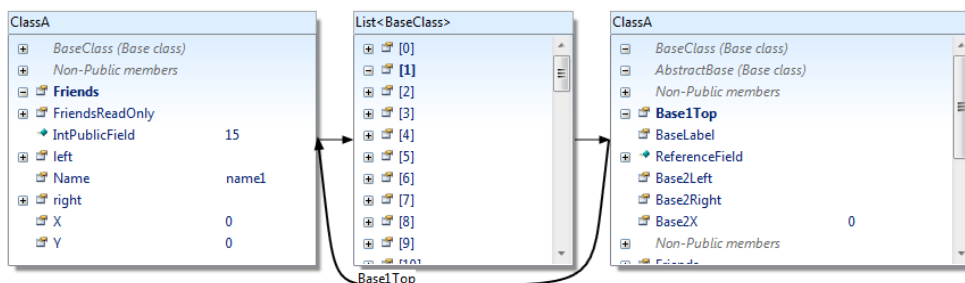 ClassA
BaseClass (Base class)
Non-Public members
Friends
FriendsReadOnly
IntPublicField 15
left
Name name1
right
X 0
Y 0
List<BaseClass>
[0]
[1]
[2]
[3]
[4]
[5]
[6]
[7]
[8]
[9]
[10]
ClassA
BaseClass (Base class)
AbstractBase (Base class)
Non-Public members
Base1Top
BaseLabel
ReferenceField
Base2Left
Base2Right
Base2X 0
Non-Public members
Friends
Base1Top